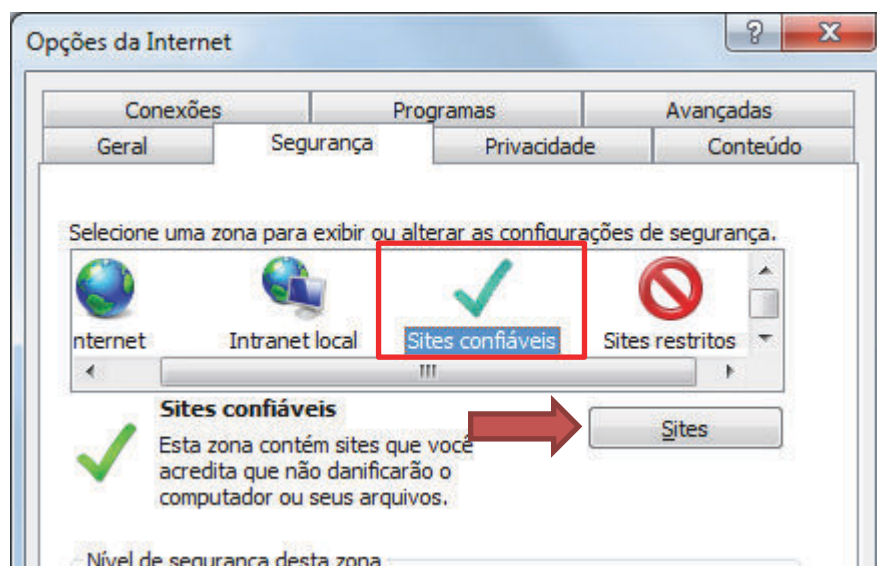 Opções da Internet
Conexões Programas Avançadas
Geral Segurança Privacidade Conteúdo
Selecione uma zona para exibir ou alterar as configurações de segurança.
nternet Intranet local Sites confiáveis Sites restritos
Sites confiáveis
Sites
Esta zona contém sites que você
acredita que não danificarão o
computador ou seus arquivos.
Nível de segurança desta zona